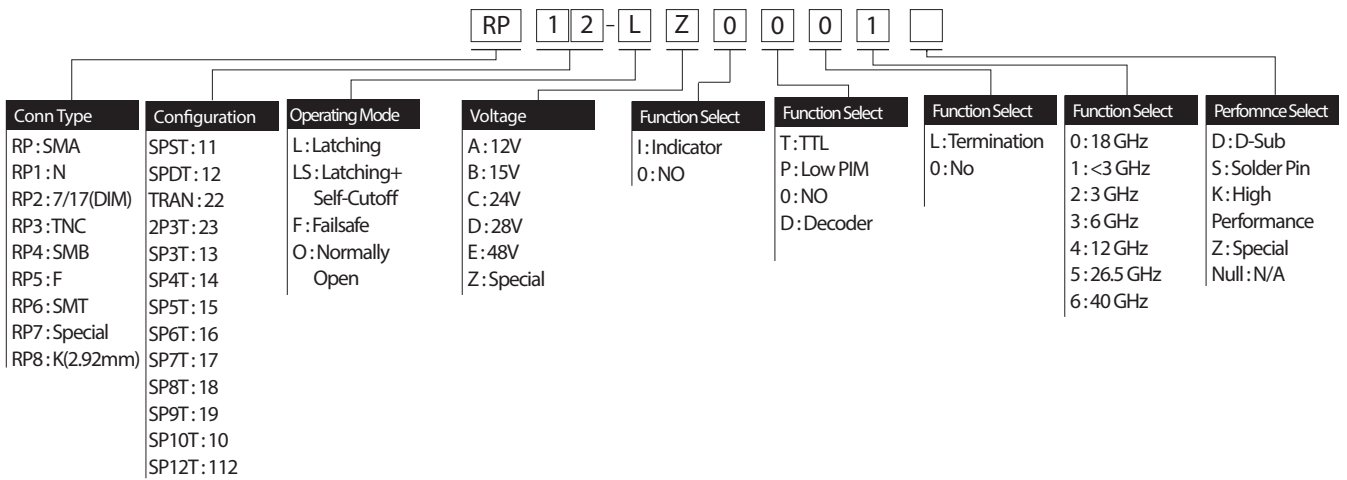 RP 1 2 - L Z 0 0 0 1
Conn Type
RP : SMA
RP1 : N
RP2 : 7/17(DIM)
RP3 : TNC
RP4 : SMB
RP5 : F
RP6 : SMT
RP7 : Special
RP8 : K(2.92mm)
Configuration
SPST : 11
SPDT : 12
TRAN : 22
2P3T : 23
SP3T : 13
SP4T : 14
SP5T : 15
SP6T : 16
SP7T : 17
SP8T : 18
SP9T : 19
SP10T : 10
SP12T : 112
Operating Mode
L : Latching
LS : Latching+
Self-Cutoff
F : Failsafe
O : Normally
Open
Voltage
A : 12V
B : 15V
C : 24V
D : 28V
E : 48V
Z : Special
Function Select
I : Indicator
0 : NO
Function Select
T : TTL
P : Low PIM
0 : NO
D : Decoder
Function Select
L : Termination
0 : No
Function Select
0 : 18 GHz
1 : <3 GHz
2 : 3 GHz
3 : 6 GHz
4 : 12 GHz
5 : 26.5 GHz
6 : 40 GHz
Perfomnce Select
D : D-Sub
S : Solder Pin
K : High
Performance
Z : Special
Null : N/A